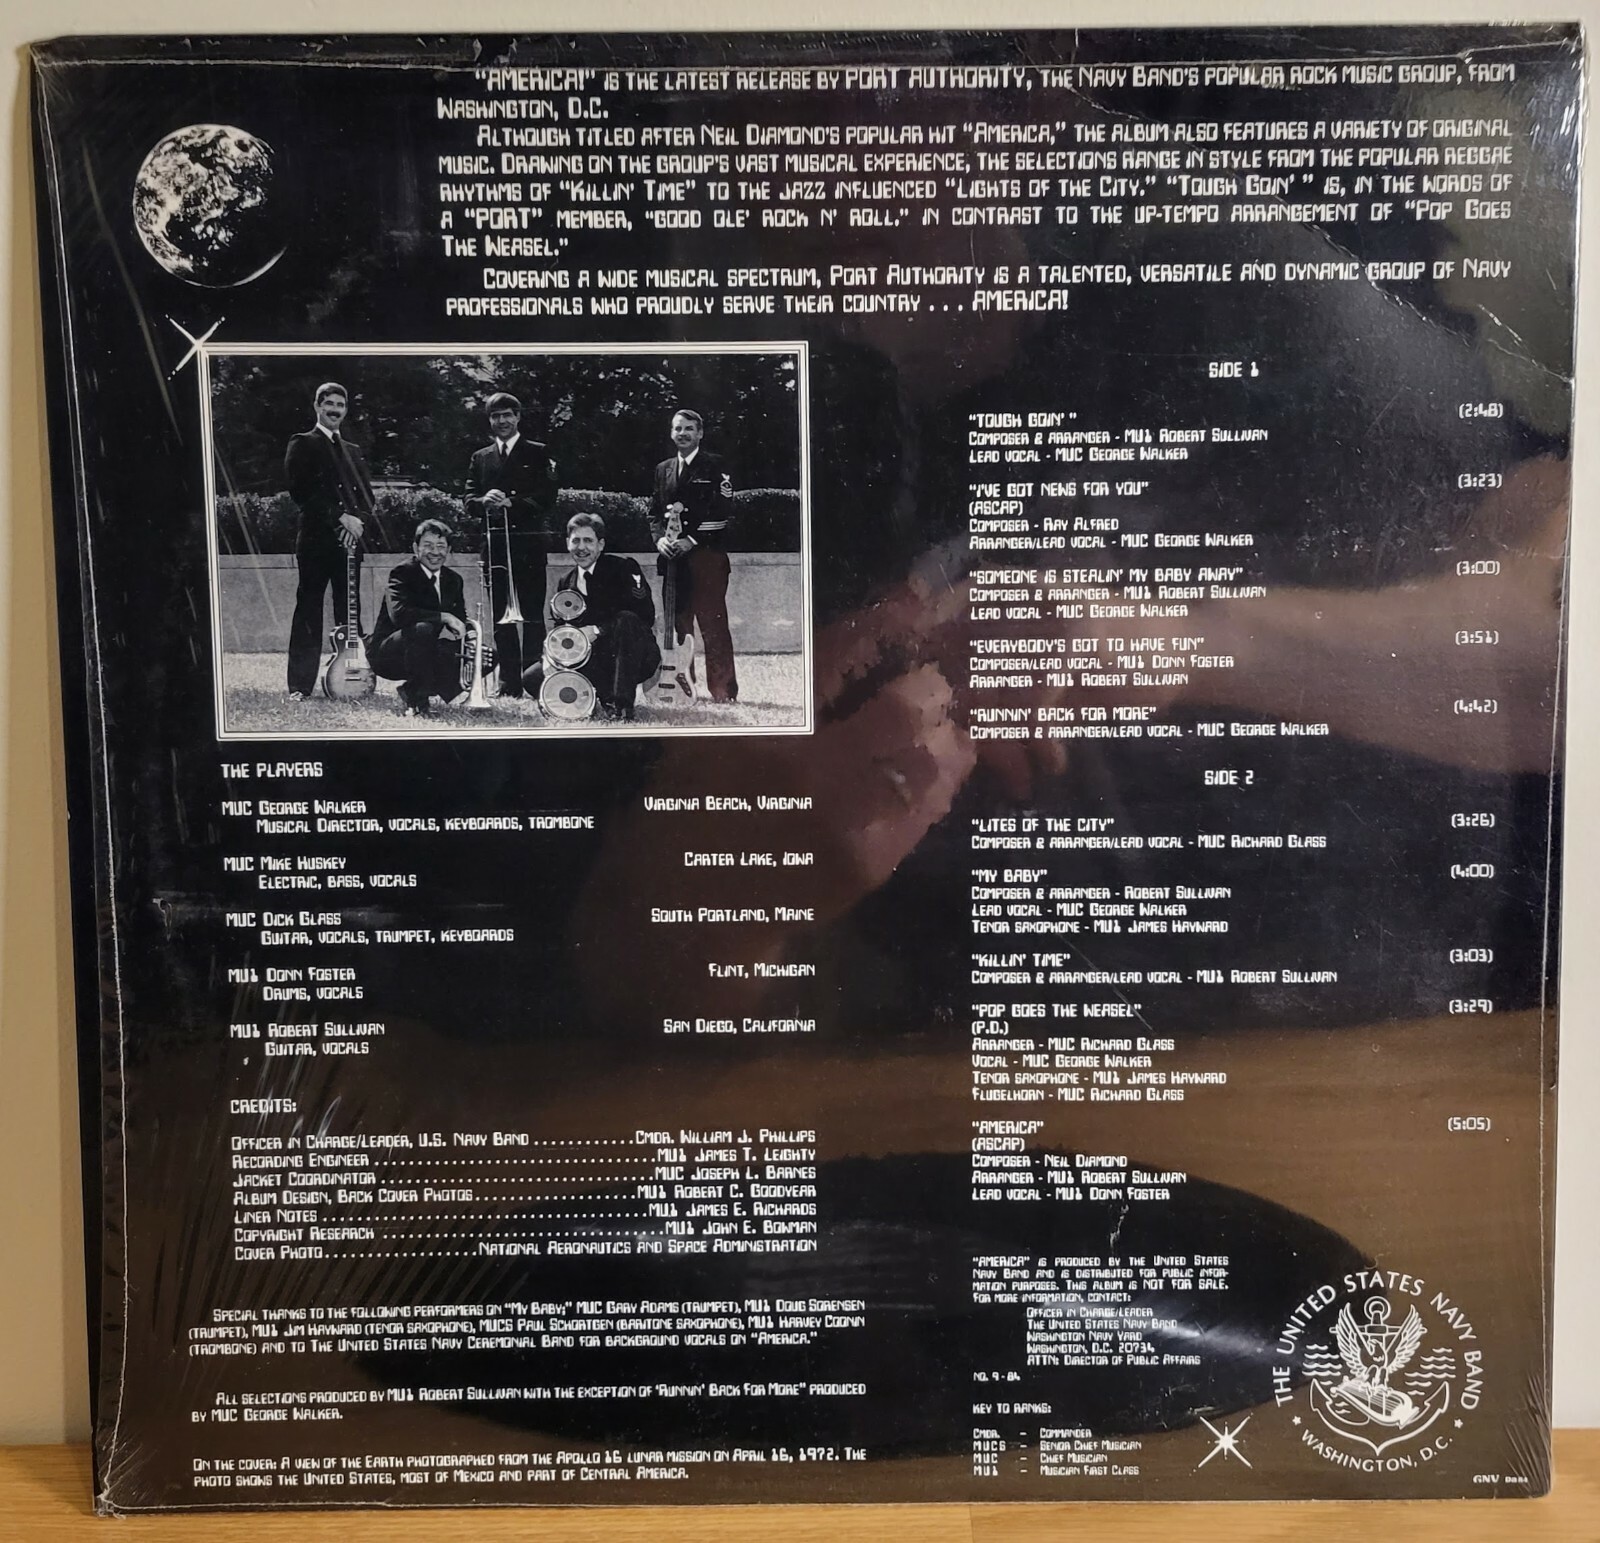 "AMERICA!" IS THE LATEST RELEASE BY PORT AUTHORITY, THE NAVY BAND'S POPULAR ROCK MUSIC GROUP, FROM
WASHINGTON, D.C.
ALTHOUGH TITLED AFTER NEIL DIAMOND'S POPULAR HIT "AMERICA," THE ALBUM ALSO FEATURES A VARIETY OF ORIGINAL
MUSIC. DRAWING ON THE GROUP'S VAST MUSICAL EXPERIENCE, THE SELECTIONS RANGE IN STYLE FROM THE POPULAR REGGAE
RHYTHMS OF "KILLIN' TIME" TO THE JAZZ INFLUENCED "LIGHTS OF THE CITY." "TOUGH GOIN' " IS, IN THE WORDS OF
A "PORT" MEMBER, "GOOD OLE' ROCK N' ROLL." IN CONTRAST TO THE UP-TEMPO ARRANGEMENT OF "POP GOES
THE WEASEL."
COVERING A WIDE MUSICAL SPECTRUM, PORT AUTHORITY IS A TALENTED, VERSATILE AND DYNAMIC GROUP OF NAVY
PROFESSIONALS WHO PROUDLY SERVE THEIR COUNTRY . . . AMERICA!
THE PLAYERS
MUC GEORGE WALKER VIRGINIA BEACH, VIRGINIA
MUSICAL DIRECTOR, VOCALS, KEYBOARDS, TROMBONE
MUC MIKE HUSKEY CARTER LAKE, IOWA
ELECTRIC, BASS, VOCALS
MUC DICK GLASS SOUTH PORTLAND, MAINE
GUITAR, VOCALS, TRUMPET, KEYBOARDS
MU1 DONN FOSTER FLINT, MICHIGAN
DRUMS, VOCALS
MU1 ROBERT SULLIVAN SAN DIEGO, CALIFORNIA
GUITAR, VOCALS
CREDITS:
OFFICER IN CHARGE/LEADER, U.S. NAVY BAND ............CMDR. WILLIAM J. PHILLIPS
RECORDING ENGINEER ..................................MU1 JAMES T. LEIGHTY
JACKET COORDINATOR ..................................MUC JOSEPH L. BARNES
ALBUM DESIGN, BACK COVER PHOTOS....................MU1 ROBERT C. GOODYEAR
LINER NOTES ........................................MU1 JAMES E. RICHARDS
COPYRIGHT RESEARCH ..................................MU1 JOHN E. BOWMAN
COVER PHOTO...................NATIONAL AERONAUTICS AND SPACE ADMINISTRATION
SPECIAL THANKS TO THE FOLLOWING PERFORMERS ON "MY BABY;" MUC GARY ADAMS (TRUMPET), MU1 DOUG SORENSEN
(TRUMPET), MU1 JIM HAYWARD (TENOR SAXOPHONE), MUCS PAUL SCHORTGEN (BARITONE SAXOPHONE), MU1 HARVEY COONIN
(TROMBONE) AND TO THE UNITED STATES NAVY CEREMONIAL BAND FOR BACKGROUND VOCALS ON "AMERICA."
ALL SELECTIONS PRODUCED BY MU1 ROBERT SULLIVAN WITH THE EXCEPTION OF 'RUNNIN' BACK FOR MORE" PRODUCED
BY MUC GEORGE WALKER.
ON THE COVER: A VIEW OF THE EARTH PHOTOGRAPHED FROM THE APOLLO 16 LUNAR MISSION ON APRIL 16, 1972. THE
PHOTO SHOWS THE UNITED STATES, MOST OF MEXICO AND PART OF CENTRAL AMERICA.
SIDE 1
"TOUGH GOIN' " (2:48)
COMPOSER & ARRANGER - MU1 ROBERT SULLIVAN
LEAD VOCAL - MUC GEORGE WALKER
"I'VE GOT NEWS FOR YOU" (3:23)
(ASCAP)
COMPOSER - RAY ALFRED
ARRANGER/LEAD VOCAL - MUC GEORGE WALKER
"SOMEONE IS STEALIN' MY BABY AWAY" (3:00)
COMPOSER & ARRANGER - MU1 ROBERT SULLIVAN
LEAD VOCAL - MUC GEORGE WALKER
"EVERYBODY'S GOT TO HAVE FUN" (3:51)
COMPOSER/LEAD VOCAL - MU1 DONN FOSTER
ARRANGER - MU1 ROBERT SULLIVAN
"RUNNIN' BACK FOR MORE" (4:42)
COMPOSER & ARRANGER/LEAD VOCAL - MUC GEORGE WALKER
SIDE 2
"LITES OF THE CITY" (3:26)
COMPOSER & ARRANGER/LEAD VOCAL - MUC RICHARD GLASS
"MY BABY" (4:00)
COMPOSER & ARRANGER - ROBERT SULLIVAN
LEAD VOCAL - MUC GEORGE WALKER
TENOR SAXOPHONE - MU1 JAMES HAYWARD
"KILLIN' TIME" (3:03)
COMPOSER & ARRANGER/LEAD VOCAL - MU1 ROBERT SULLIVAN
"POP GOES THE WEASEL" (3:29)
(P.D.)
ARRANGER - MUC RICHARD GLASS
VOCAL - MUC GEORGE WALKER
TENOR SAXOPHONE - MU1 JAMES HAYWARD
FLUGELHORN - MUC RICHARD GLASS
"AMERICA" (5:05)
(ASCAP)
COMPOSER - NEIL DIAMOND
ARRANGER - MU1 ROBERT SULLIVAN
LEAD VOCAL - MU1 DONN FOSTER
"AMERICA" IS PRODUCED BY THE UNITED STATES
NAVY BAND AND IS DISTRIBUTED FOR PUBLIC INFOR-
MATION PURPOSES. THIS ALBUM IS NOT FOR SALE.
FOR MORE INFORMATION, CONTACT:
OFFICER IN CHARGE/LEADER
THE UNITED STATES NAVY BAND
WASHINGTON NAVY YARD
WASHINGTON, D.C. 20734
ATTN: DIRECTOR OF PUBLIC AFFAIRS
NO. 9-84
KEY TO RANKS:
CMDR. - COMMANDER
MUCS - SENIOR CHIEF MUSICIAN
MUC - CHIEF MUSICIAN
MU1 - MUSICIAN FIRST CLASS
THE UNITED STATES NAVY BAND
WASHINGTON, D.C.
GNV